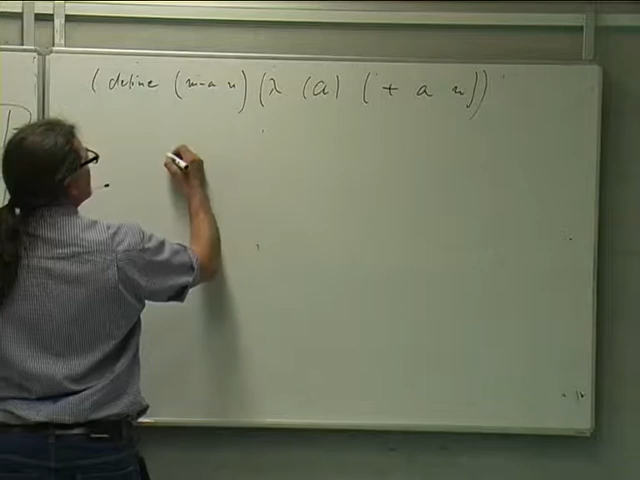 (define (m-a n) (λ (a) (+ a n)))